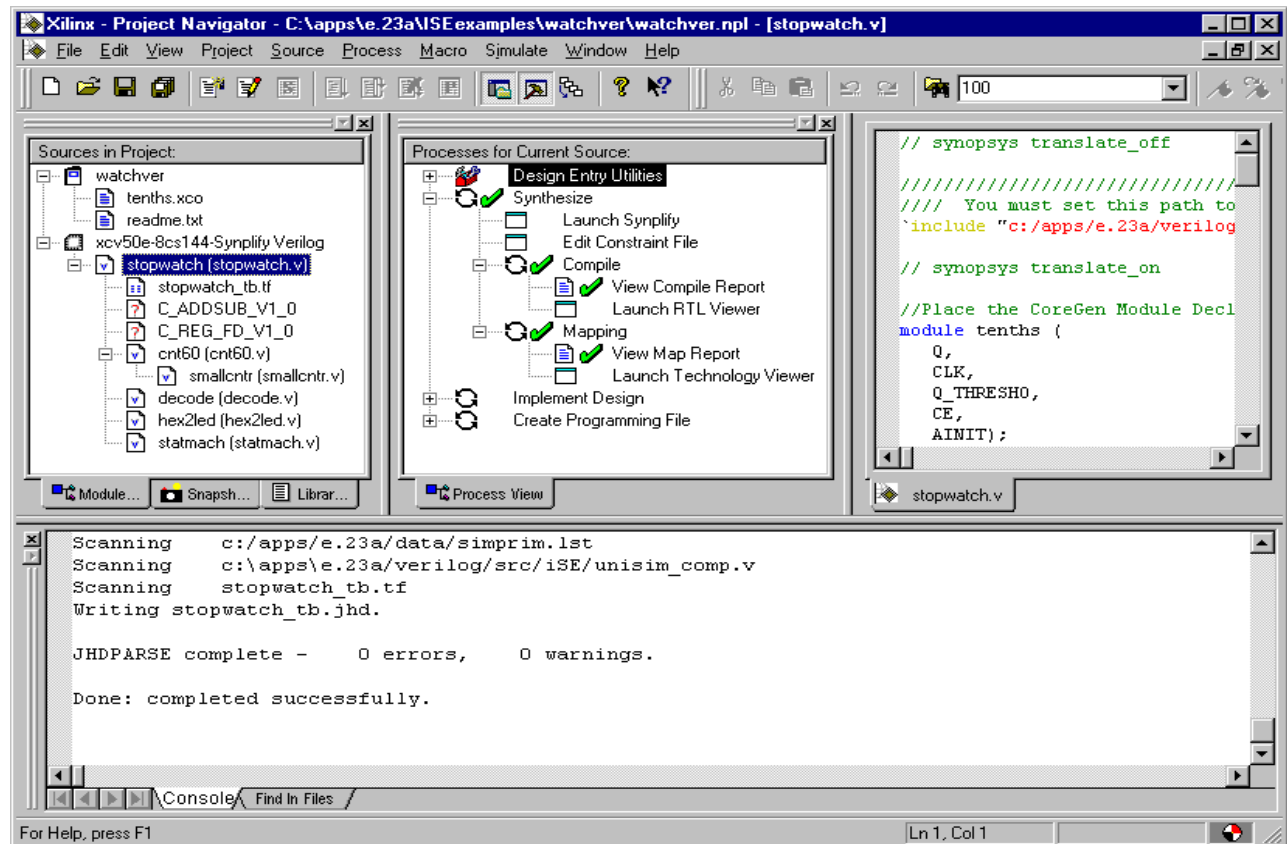 Xilinx - Project Navigator - C:\apps\e.23a\ISEexamples\watchver\watchver.npl - [stopwatch.v]
File Edit View Project Source Process Macro Simulate Window Help
100
Sources in Project:
watchver
tenths.xco
readme.txt
xcv50e-8cs144-Synplify Verilog
stopwatch (stopwatch.v)
stopwatch_tb.tf
C_ADDSUB_V1_0
C_REG_FD_V1_0
cnt60 (cnt60.v)
smallcntr (smallcntr.v)
decode (decode.v)
hex2led (hex2led.v)
statmach (statmach.v)
Module... Snapsh... Librar...
Processes for Current Source:
Design Entry Utilities
Synthesize
Launch Synplify
Edit Constraint File
Compile
View Compile Report
Launch RTL Viewer
Mapping
View Map Report
Launch Technology Viewer
Implement Design
Create Programming File
Process View
// synopsys translate_off
///////////////////////////////
//// You must set this path to
`include "c:/apps/e.23a/verilog
// synopsys translate_on
//Place the CoreGen Module Decl
module tenths (
Q,
CLK,
Q_THRESH0,
CE,
AINIT);
stopwatch.v
Scanning c:/apps/e.23a/data/simprim.lst
Scanning c:\apps\e.23a/verilog/src/iSE/unisim_comp.v
Scanning stopwatch_tb.tf
Writing stopwatch_tb.jhd.
JHDPARSE complete - 0 errors, 0 warnings.
Done: completed successfully.
Console Find In Files
For Help, press F1 Ln 1, Col 1